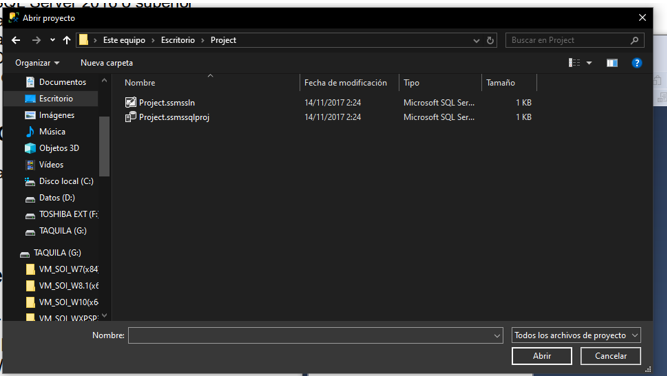 SQL Server 2016 o superior
Abrir proyecto
Este equipo > Escritorio > Project
Buscar en Project
Organizar
Nueva carpeta
Nombre
Fecha de modificación
Tipo
Tamaño
Project.ssmssln 14/11/2017 2:24 Microsoft SQL Ser... 1 KB
Project.ssmssqlproj 14/11/2017 2:24 Microsoft SQL Ser... 1 KB
Documentos
Escritorio
Imágenes
Música
Objetos 3D
Vídeos
Disco local (C:)
Datos (D:)
TOSHIBA EXT (F:
TAQUILA (G:)
TAQUILA (G:)
VM_SOI_W7(x84)
VM_SOI_W8.1(x6
VM_SOI_W10(x6
VM_SOI_WXPSP
Nombre:
Todos los archivos de proyecto
Abrir
Cancelar